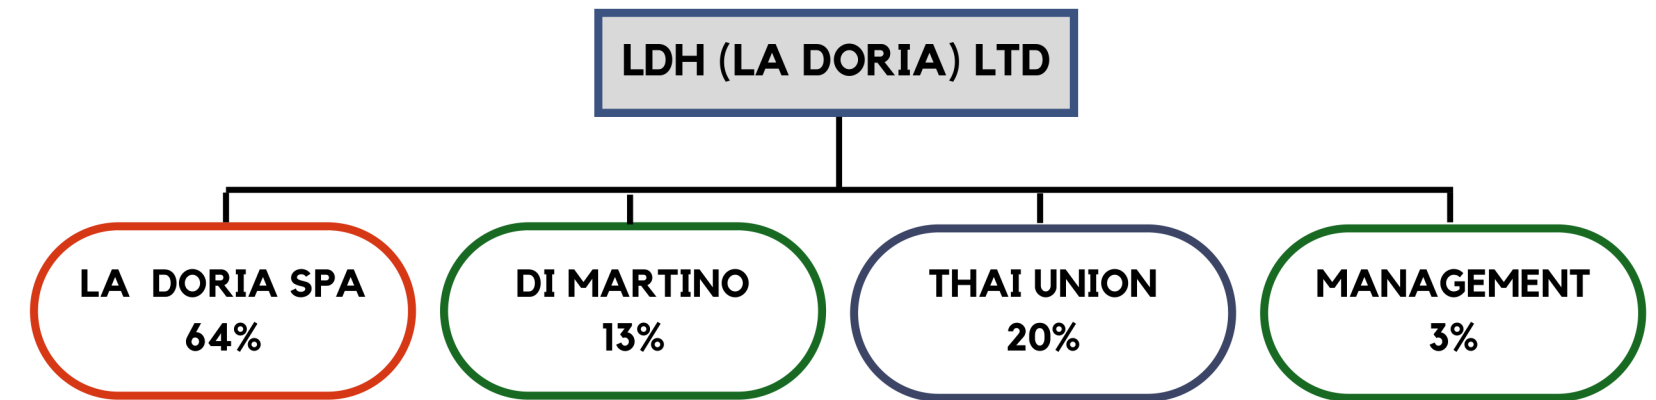 LDH (LA DORIA) LTD
LA DORIA SPA
64%
DI MARTINO
13%
THAI UNION
20%
MANAGEMENT
3%